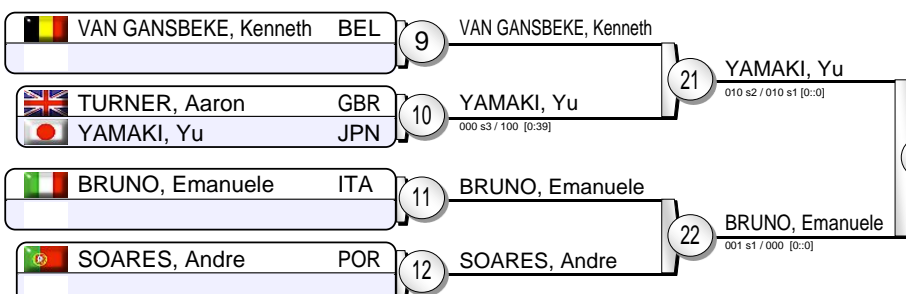 VAN GANSBEKE, Kenneth BEL
9
VAN GANSBEKE, Kenneth
21
YAMAKI, Yu
010 s2 / 010 s1 [0::0]
TURNER, Aaron GBR
YAMAKI, Yu JPN
10
YAMAKI, Yu
000 s3 / 100 [0:39]
BRUNO, Emanuele ITA
11
BRUNO, Emanuele
22
BRUNO, Emanuele
001 s1 / 000 [0::0]
SOARES, Andre POR
12
SOARES, Andre